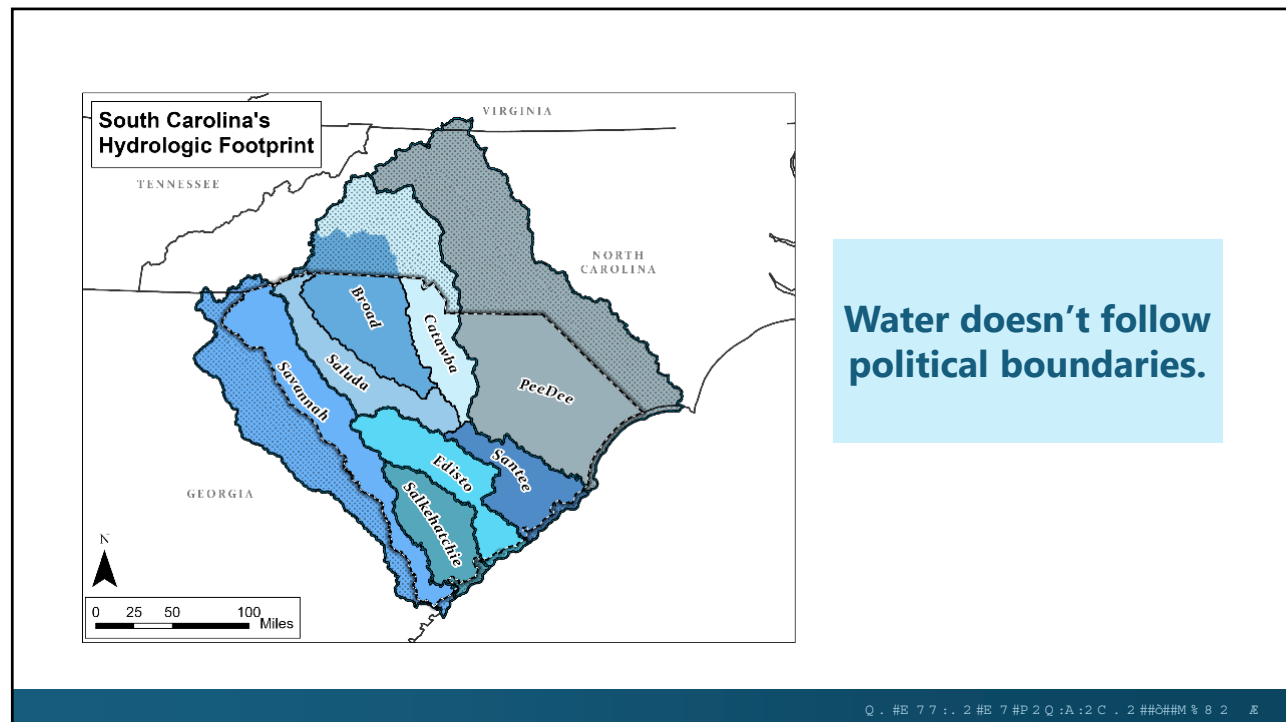 South Carolina's
Hydrologic Footprint
VIRGINIA
TENNESSEE
NORTH
CAROLINA
Broad
Catawba
Saluda
PeeDee
Savannah
Santee
Edisto
Salkehatchie
GEORGIA
N
0 25 50 100
Miles
Water doesn’t follow
political boundaries.